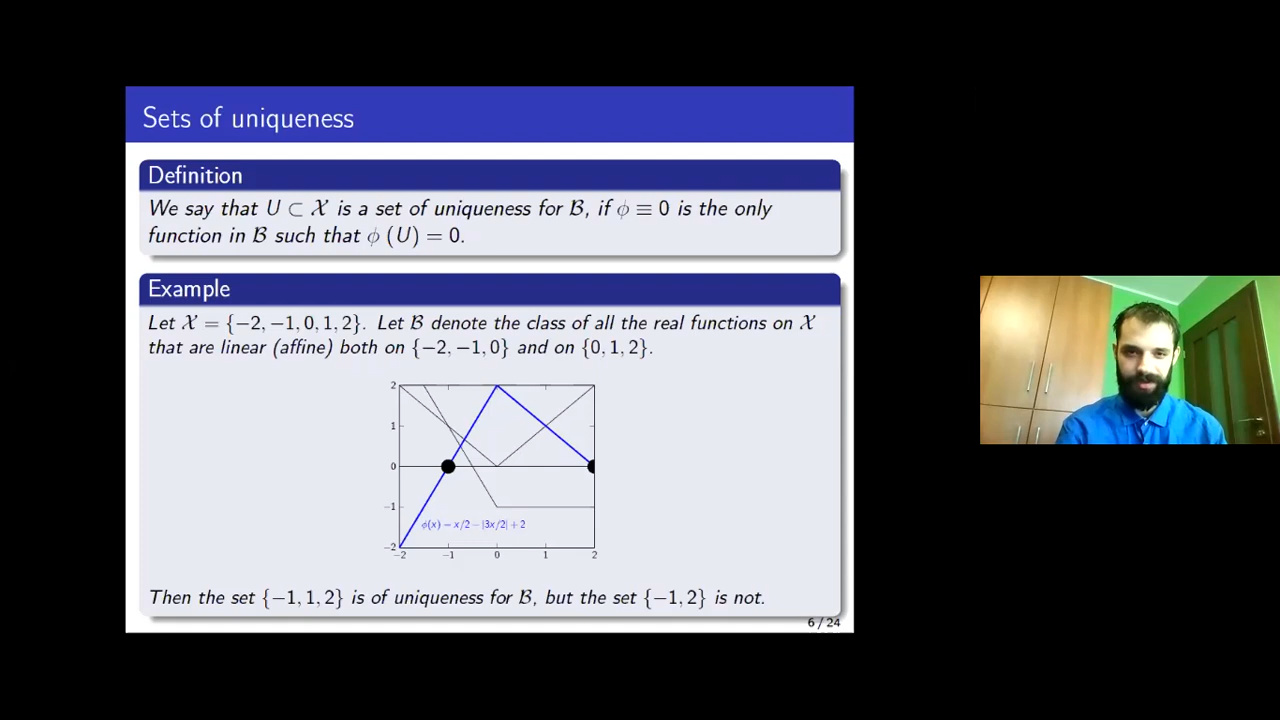 Sets of uniqueness
Definition
We say that U ⊂ 𝒳 is a set of uniqueness for ℬ, if ϕ ≡ 0 is the only
function in ℬ such that ϕ (U) = 0.
Example
Let 𝒳 = {−2, −1, 0, 1, 2}. Let ℬ denote the class of all the real functions on 𝒳
that are linear (affine) both on {−2, −1, 0} and on {0, 1, 2}.
2
1
0
−1
ϕ(x) = x/2 − |3x/2| + 2
−2
−2 −1 0 1 2
Then the set {−1, 1, 2} is of uniqueness for ℬ, but the set {−1, 2} is not.
6 / 24